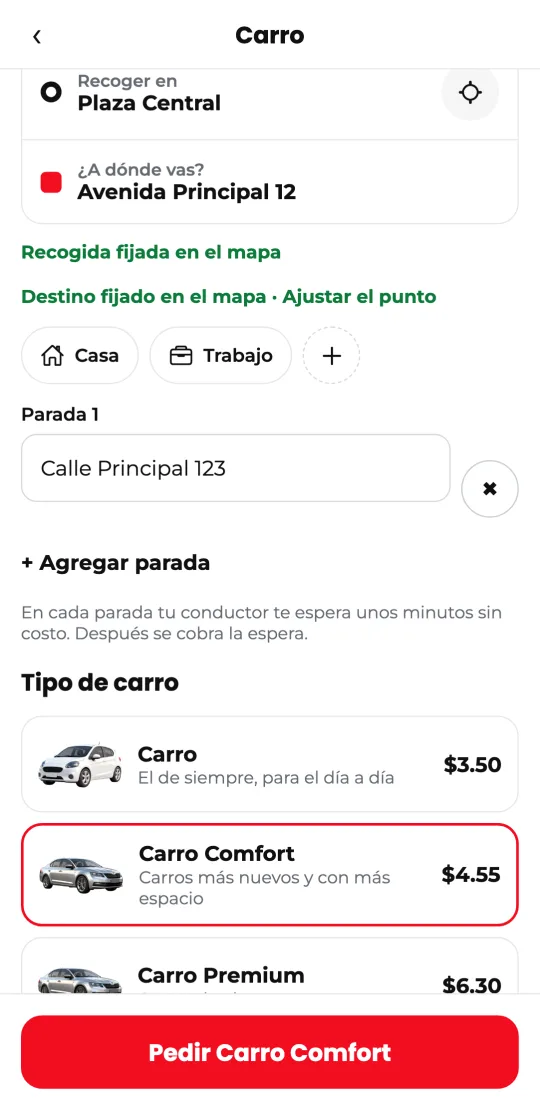 Carro
Recoger en
Plaza Central
¿A dónde vas?
Avenida Principal 12
Recogida fijada en el mapa
Destino fijado en el mapa · Ajustar el punto
Casa
Trabajo
Parada 1
Calle Principal 123
+ Agregar parada
En cada parada tu conductor te espera unos minutos sin
costo. Después se cobra la espera.
Tipo de carro
Carro
El de siempre, para el día a día
$3.50
Carro Comfort
Carros más nuevos y con más
espacio
$4.55
Carro Premium
$6.30
Pedir Carro Comfort